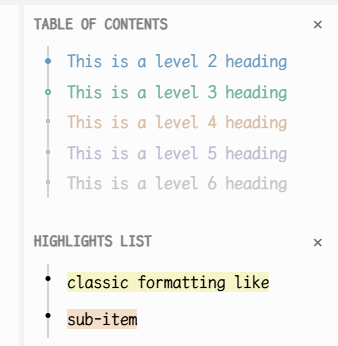 TABLE OF CONTENTS ×
This is a level 2 heading
This is a level 3 heading
This is a level 4 heading
This is a level 5 heading
This is a level 6 heading
HIGHLIGHTS LIST ×
classic formatting like
sub-item